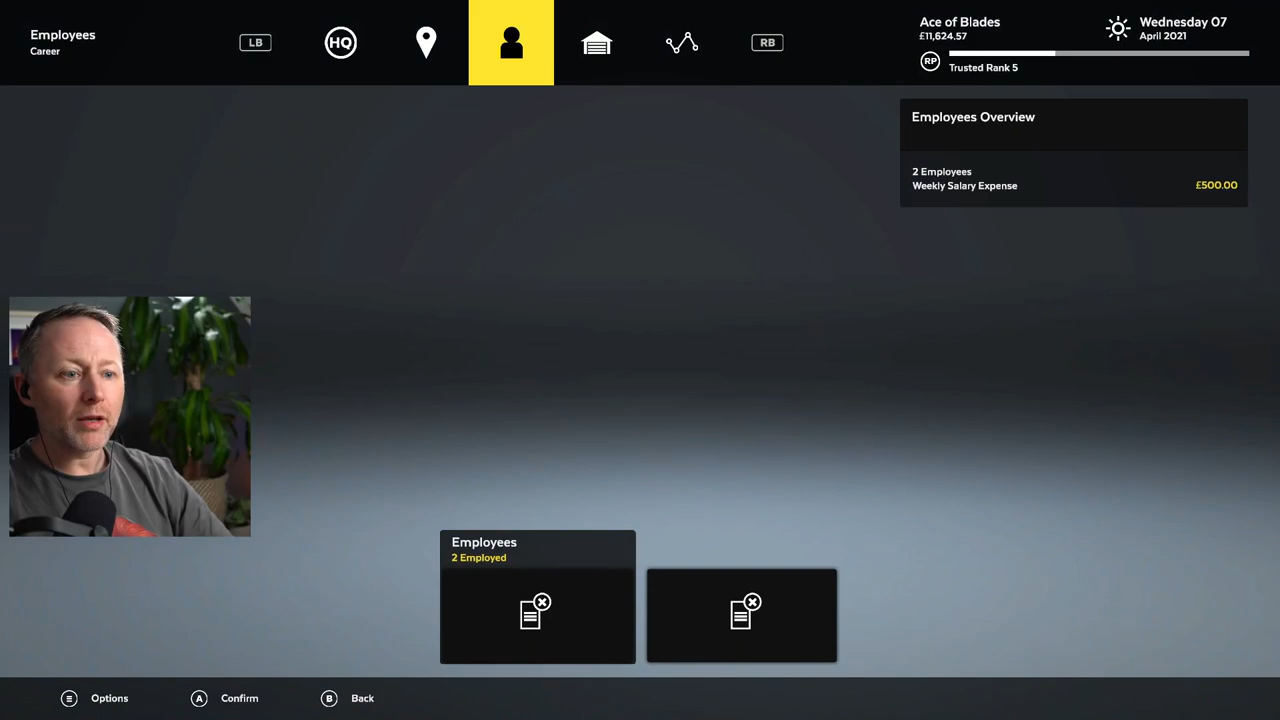 Employees
Career
LB
HQ
RB
Ace of Blades
£11,624.57
RP
Trusted Rank 5
Wednesday 07
April 2021
Employees Overview
2 Employees
Weekly Salary Expense £500.00
Employees
2 Employed
Options
A Confirm
B Back